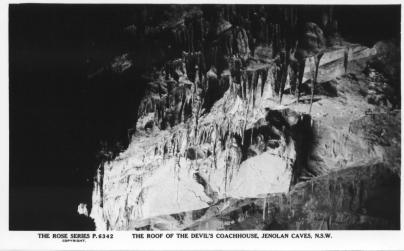 THE ROSE SERIES P. 6342 THE ROOF OF THE DEVIL'S COACHHOUSE, JENOLAN CAVES, N.S.W.
COPYRIGHT.